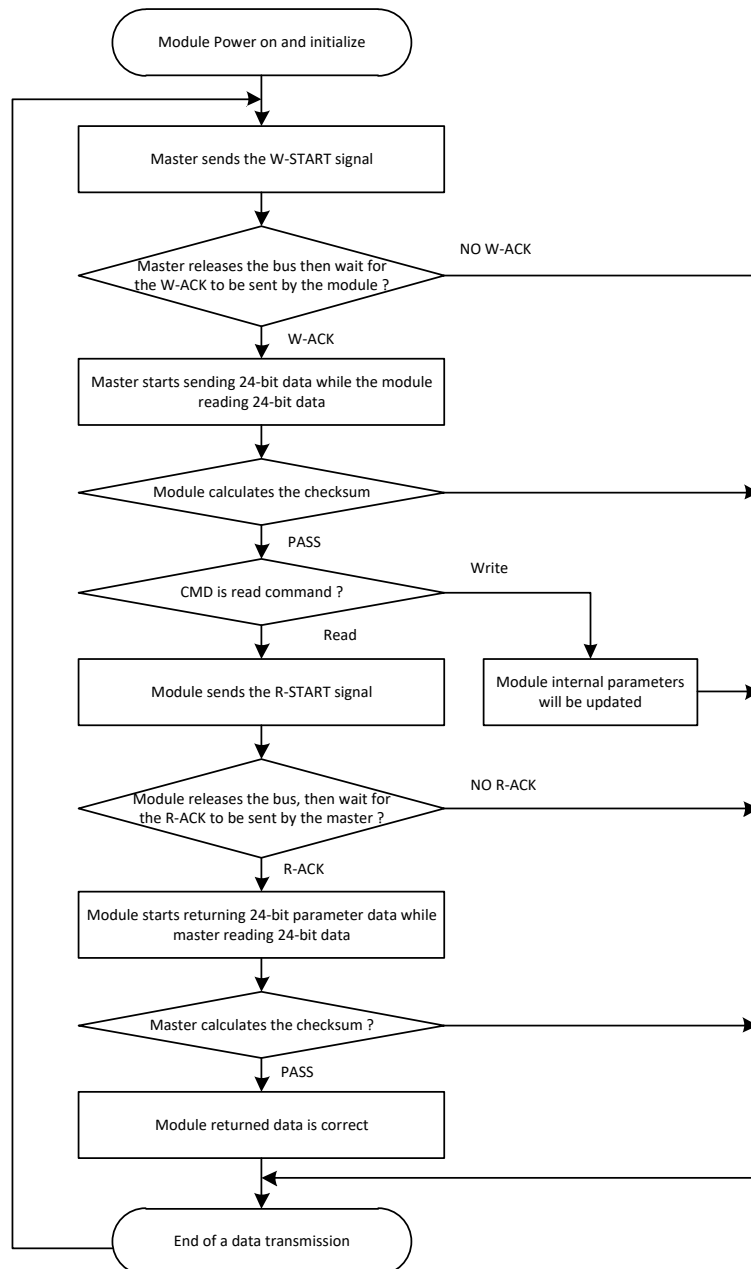 Module Power on and initialize
Master sends the W-START signal
Master releases the bus then wait for
the W-ACK to be sent by the module ?
NO W-ACK
W-ACK
Master starts sending 24-bit data while the module
reading 24-bit data
Module calculates the checksum
PASS
CMD is read command ?
Write
Read
Module sends the R-START signal
Module internal parameters
will be updated
Module releases the bus, then wait for
the R-ACK to be sent by the master ?
NO R-ACK
R-ACK
Module starts returning 24-bit parameter data while
master reading 24-bit data
Master calculates the checksum ?
PASS
Module returned data is correct
End of a data transmission